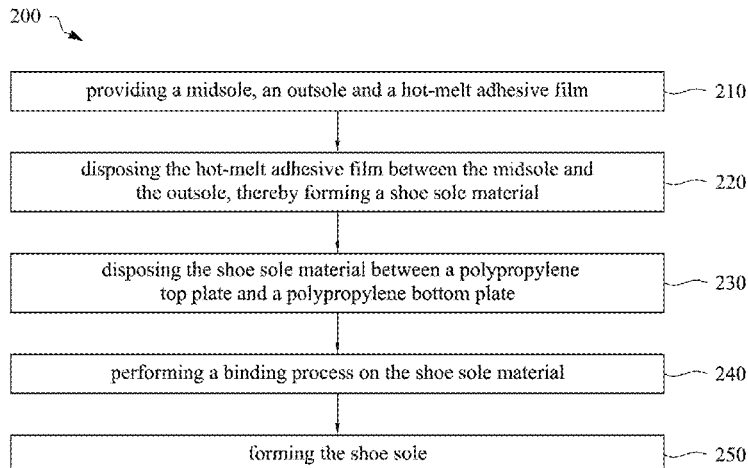 200
providing a midsole, an outsole and a hot-melt adhesive film
210
disposing the hot-melt adhesive film between the midsole and
the outsole, thereby forming a shoe sole material
220
disposing the shoe sole material between a polypropylene
top plate and a polypropylene bottom plate
230
performing a binding process on the shoe sole material
240
forming the shoe sole
250